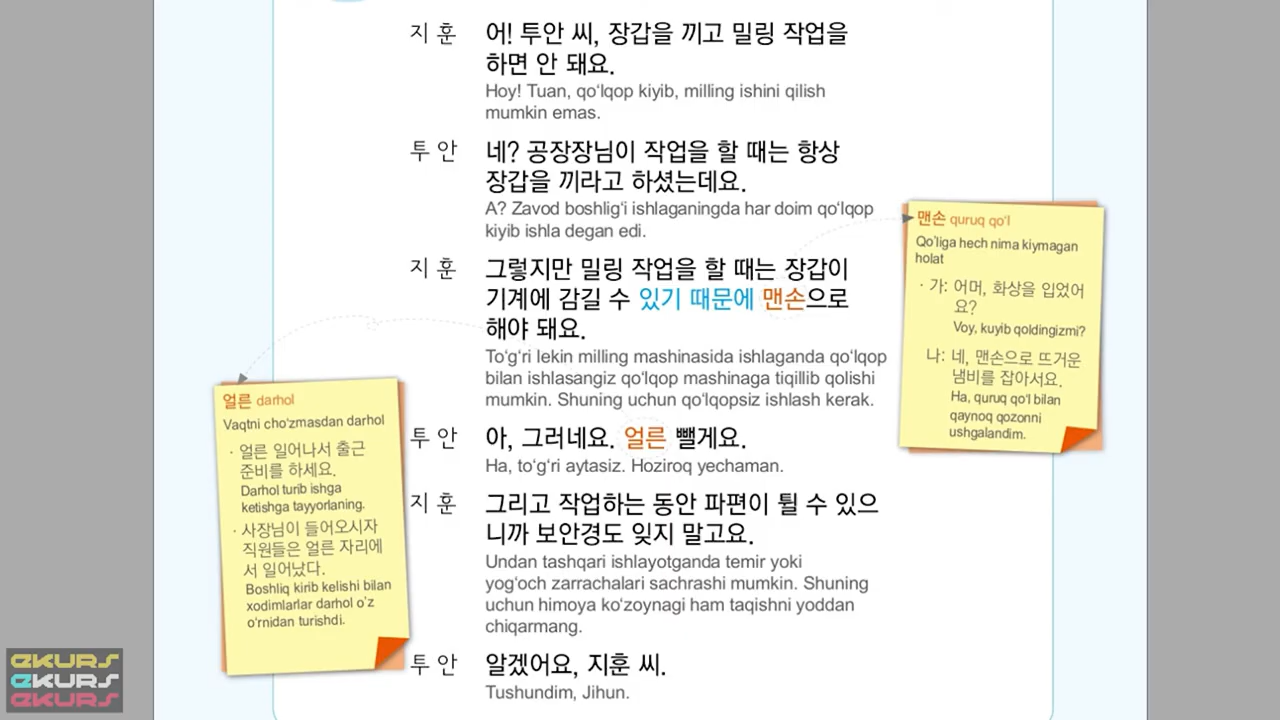 지 훈 어! 투안 씨, 장갑을 끼고 밀링 작업을
하면 안 돼요.
Hoy! Tuan, qo‘lqop kiyib, milling ishini qilish
mumkin emas.
투 안 네? 공장장님이 작업을 할 때는 항상
장갑을 끼라고 하셨는데요.
A? Zavod boshlig‘i ishlaganingda har doim qo‘lqop
kiyib ishla degan edi.
지 훈 그렇지만 밀링 작업을 할 때는 장갑이
기계에 감길 수 있기 때문에 맨손으로
해야 돼요.
To‘g‘ri lekin milling mashinasida ishlaganda qo‘lqop
bilan ishlasangiz qo‘lqop mashinaga tiqillib qolishi
mumkin. Shuning uchun qo‘lqopsiz ishlash kerak.
투 안 아, 그러네요. 얼른 뺄게요.
Ha, to‘g‘ri aytasiz. Hoziroq yechaman.
지 훈 그리고 작업하는 동안 파편이 튈 수 있으
니까 보안경도 잊지 말고요.
Undan tashqari ishlayotganda temir yoki
yog‘och zarrachalari sachrashi mumkin. Shuning
uchun himoya ko‘zoynagi ham taqishni yoddan
chiqarmang.
투 안 알겠어요, 지훈 씨.
Tushundim, Jihun.
맨손 quruq qo‘l
Qo‘liga hech nima kiymagan
holat
· 가: 어머, 화상을 입었어
요?
Voy, kuyib qoldingizmi?
나: 네, 맨손으로 뜨거운
냄비를 잡아서요.
Ha, quruq qo‘l bilan
qaynoq qozonni
ushgalandim.
얼른 darhol
Vaqtni cho‘zmasdan darhol
· 얼른 일어나서 출근
준비를 하세요.
Darhol turib ishga
ketishga tayyorlaning.
· 사장님이 들어오시자
직원들은 얼른 자리에
서 일어났다.
Boshliq kirib kelishi bilan
xodimlarlar darhol o‘z
o‘rnidan turishdi.
eKURS
eKURS
eKURS